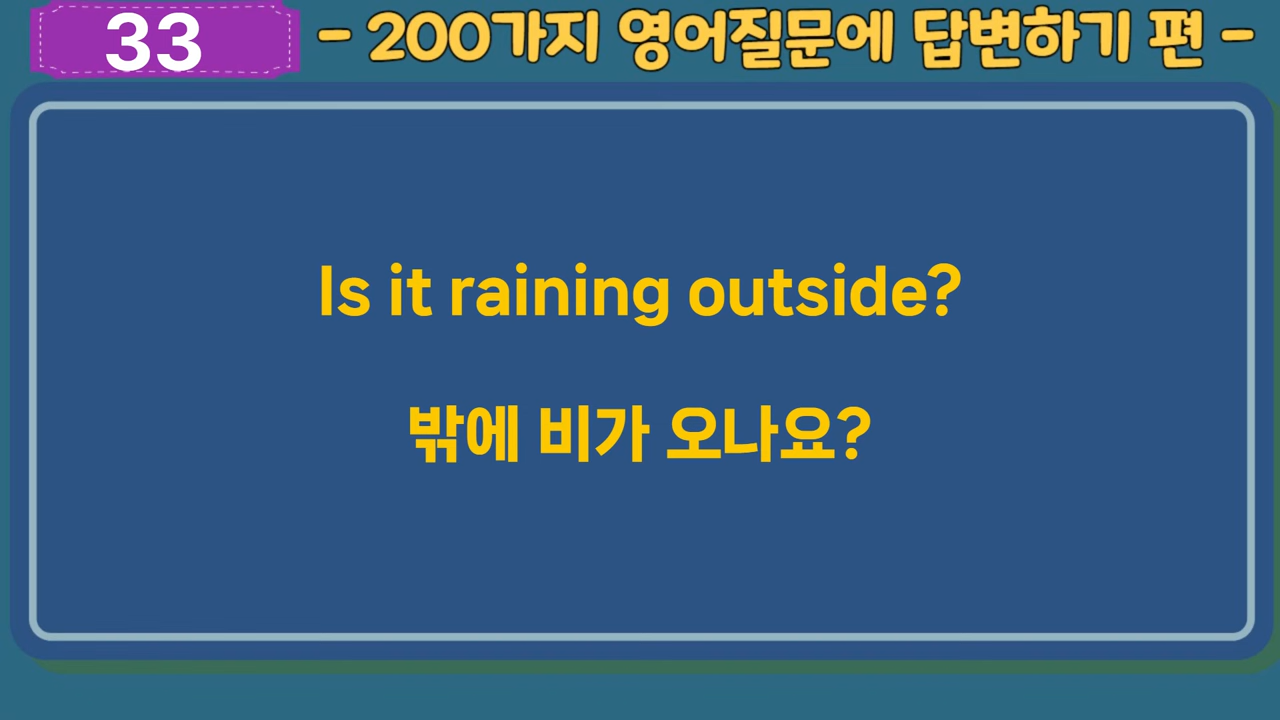 33
- 200가지 영어질문에 답변하기 편 -
Is it raining outside?
밖에 비가 오나요?